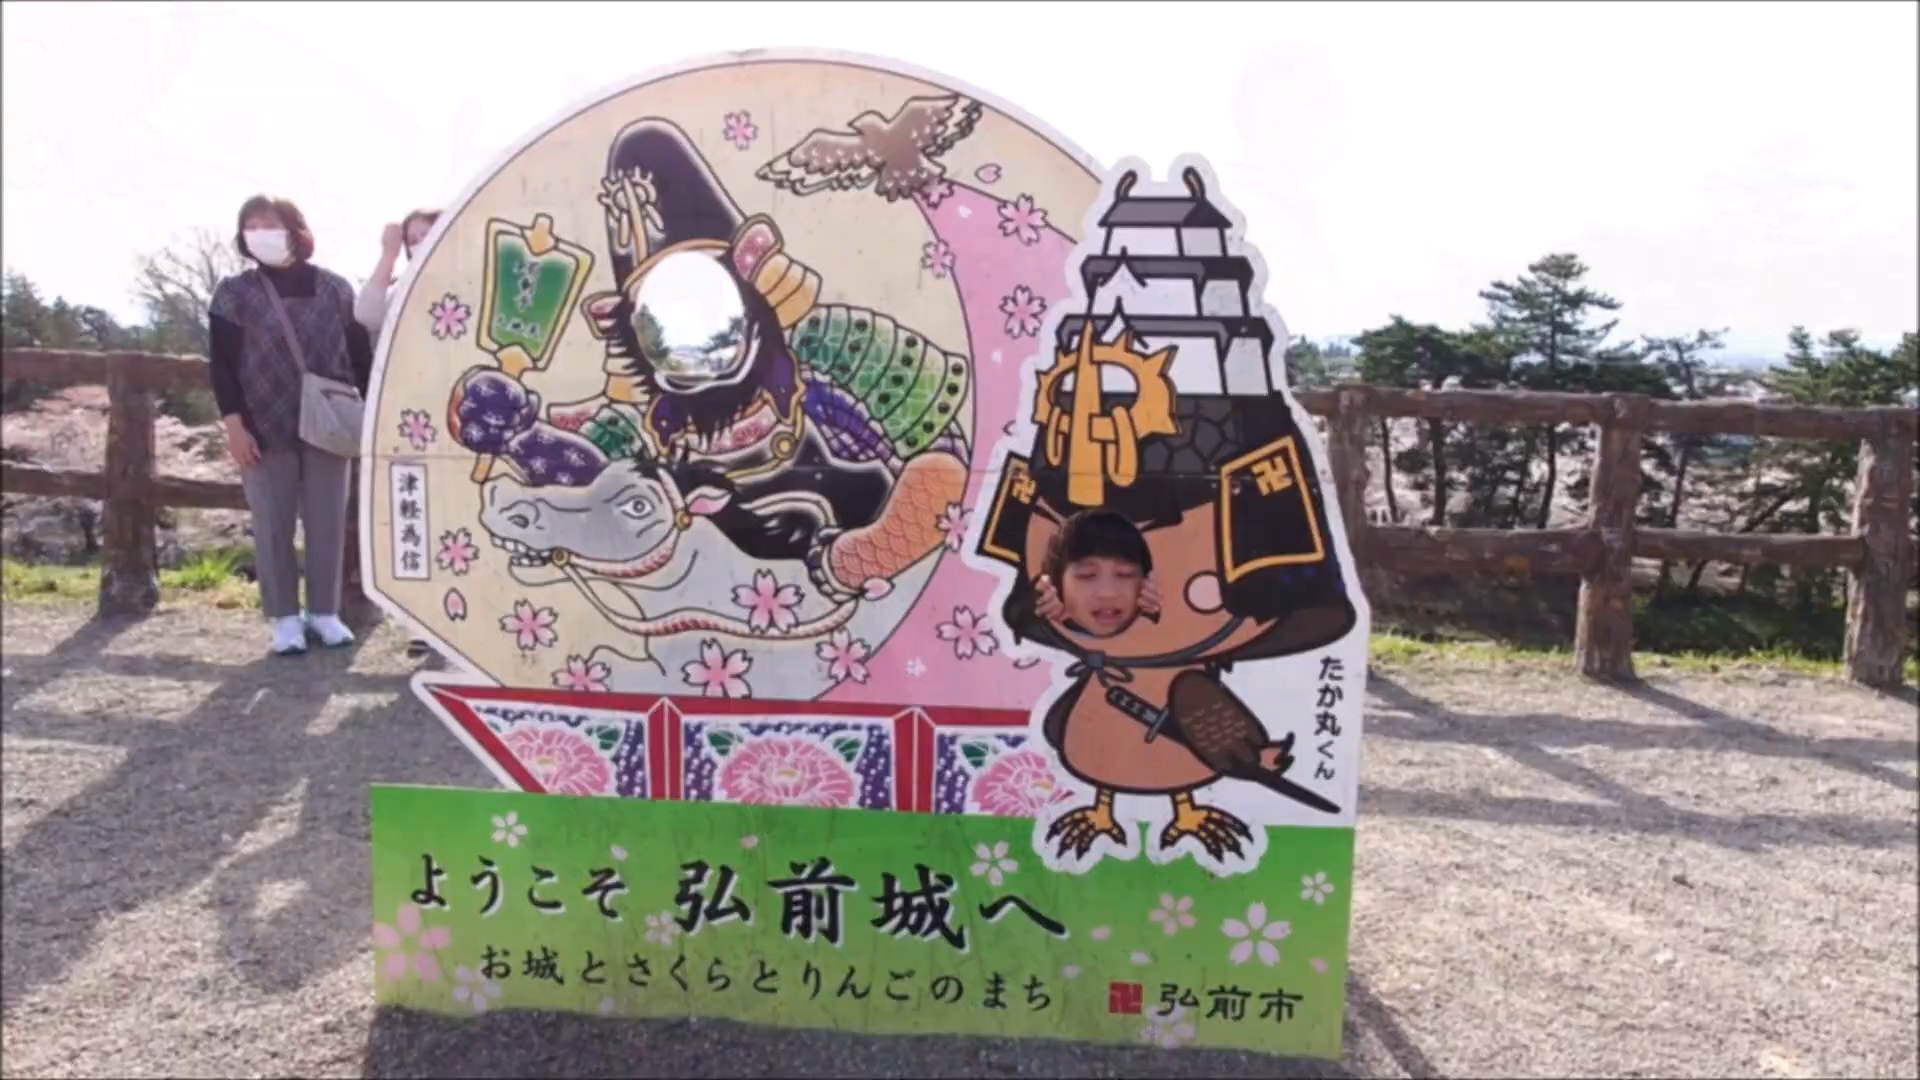 津軽為信
たか丸くん
ようこそ 弘前城へ
お城とさくらとりんごのまち
卍 弘前市